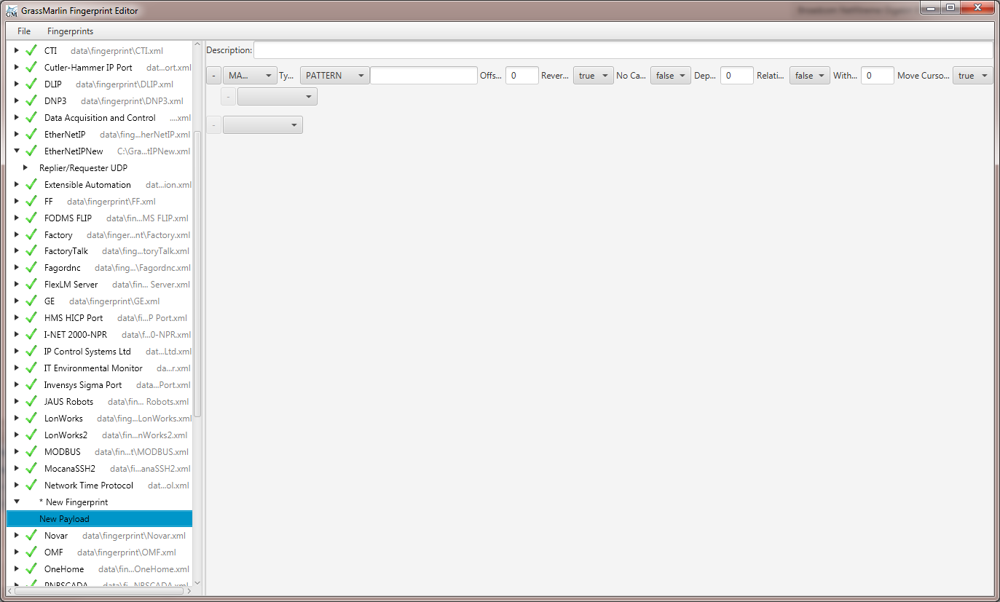 GrassMarlin Fingerprint Editor
File Fingerprints
CTI data\fingerprint\CTI.xml
Cutler-Hammer IP Port dat...ort.xml
DLIP data\fingerprint\DLIP.xml
DNP3 data\fingerprint\DNP3.xml
Data Acquisition and Control ....xml
EtherNetIP data\fing...herNetIP.xml
EtherNetIPNew C:\Gra...tIPNew.xml
Replier/Requester UDP
Extensible Automation dat...ion.xml
FF data\fingerprint\FF.xml
FODMS FLIP data\fin...MS FLIP.xml
Factory data\finger...nt\Factory.xml
FactoryTalk data\fing...toryTalk.xml
Fagordnc data\fing...\Fagordnc.xml
FlexLM Server data\fin... Server.xml
GE data\fingerprint\GE.xml
HMS HICP Port data\fi...P Port.xml
I-NET 2000-NPR data\f...0-NPR.xml
IP Control Systems Ltd dat...Ltd.xml
IT Environmental Monitor da...r.xml
Invensys Sigma Port data...Port.xml
JAUS Robots data\fin... Robots.xml
LonWorks data\fing...LonWorks.xml
LonWorks2 data\fin...nWorks2.xml
MODBUS data\fin...t\MODBUS.xml
MocanaSSH2 data\fi...anaSSH2.xml
Network Time Protocol dat...ol.xml
* New Fingerprint
New Payload
Novar data\fingerprint\Novar.xml
OMF data\fingerprint\OMF.xml
OneHome data\fin...OneHome.xml
Description:
- MA... Ty... PATTERN Offs... 0 Rever... true No Ca... false Dep... 0 Relati... false With... 0 Move Curso... true
-
-